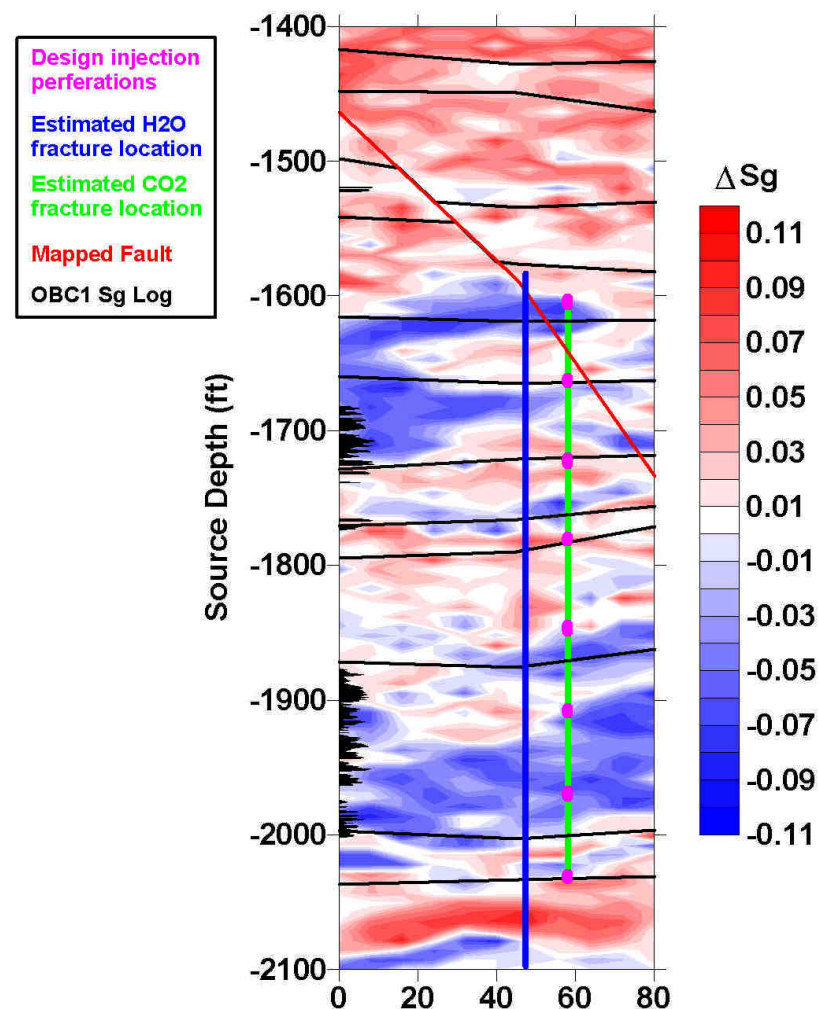 Design injection
perferations
Estimated H2O
fracture location
Estimated CO2
fracture location
Mapped Fault
OBC1 Sg Log
Source Depth (ft)
-1400
-1500
-1600
-1700
-1800
-1900
-2000
-2100
0 20 40 60 80
Δ Sg
0.11
0.09
0.07
0.05
0.03
0.01
-0.01
-0.03
-0.05
-0.07
-0.09
-0.11